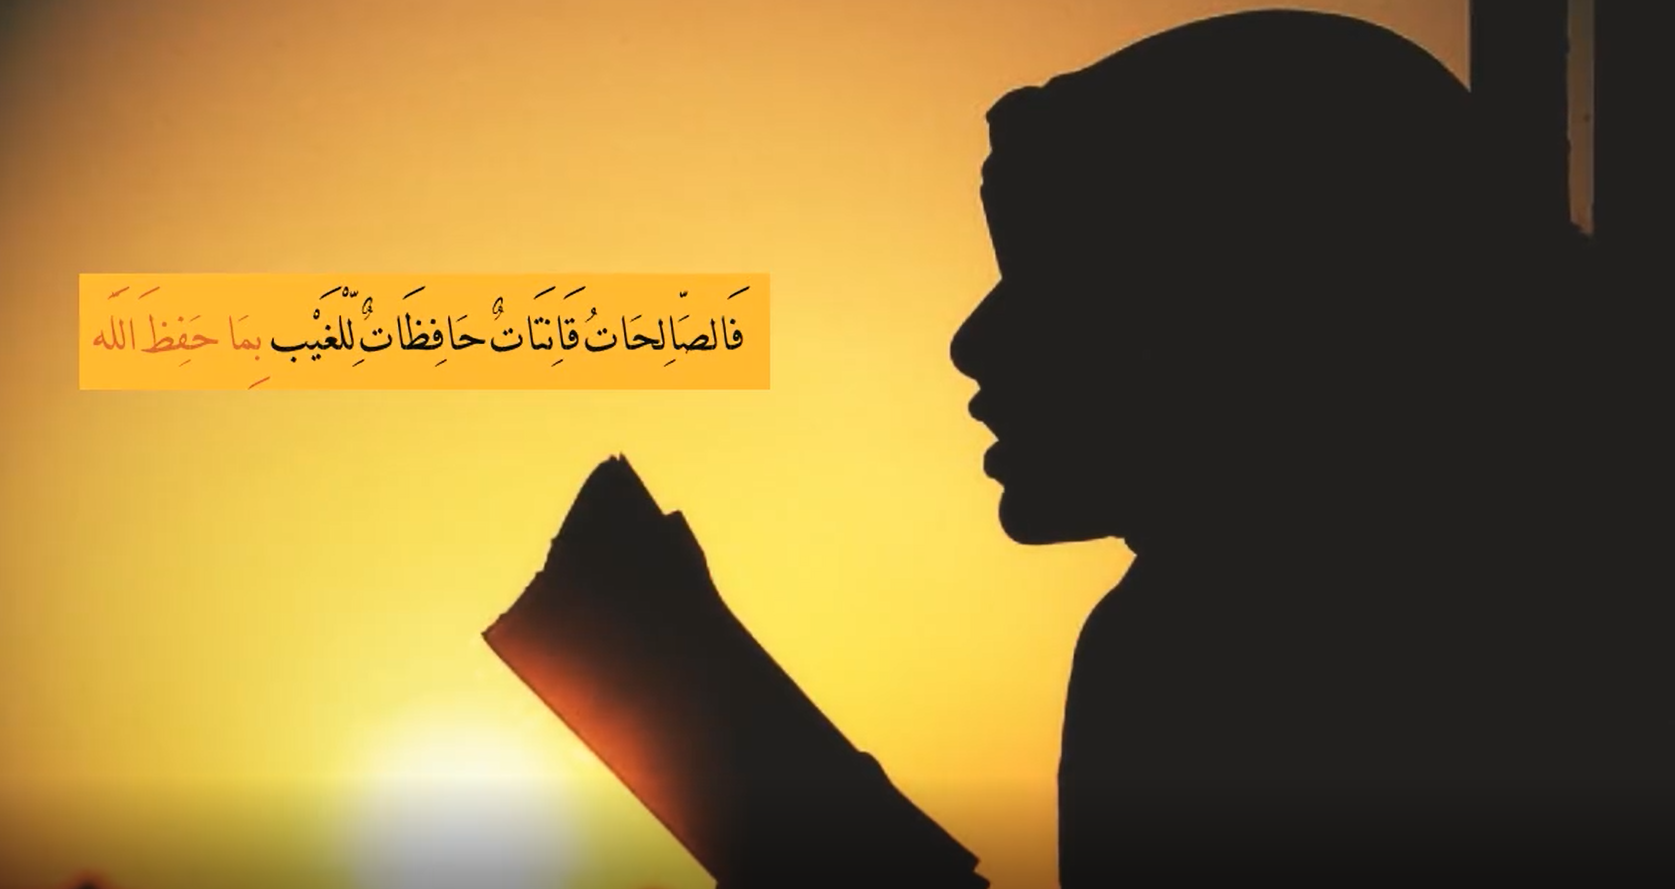 فَالصَّالِحَاتُ قَانِتَاتٌ حَافِظَاتٌ لِّلْغَيْبِ بِمَا حَفِظَ اللَّه